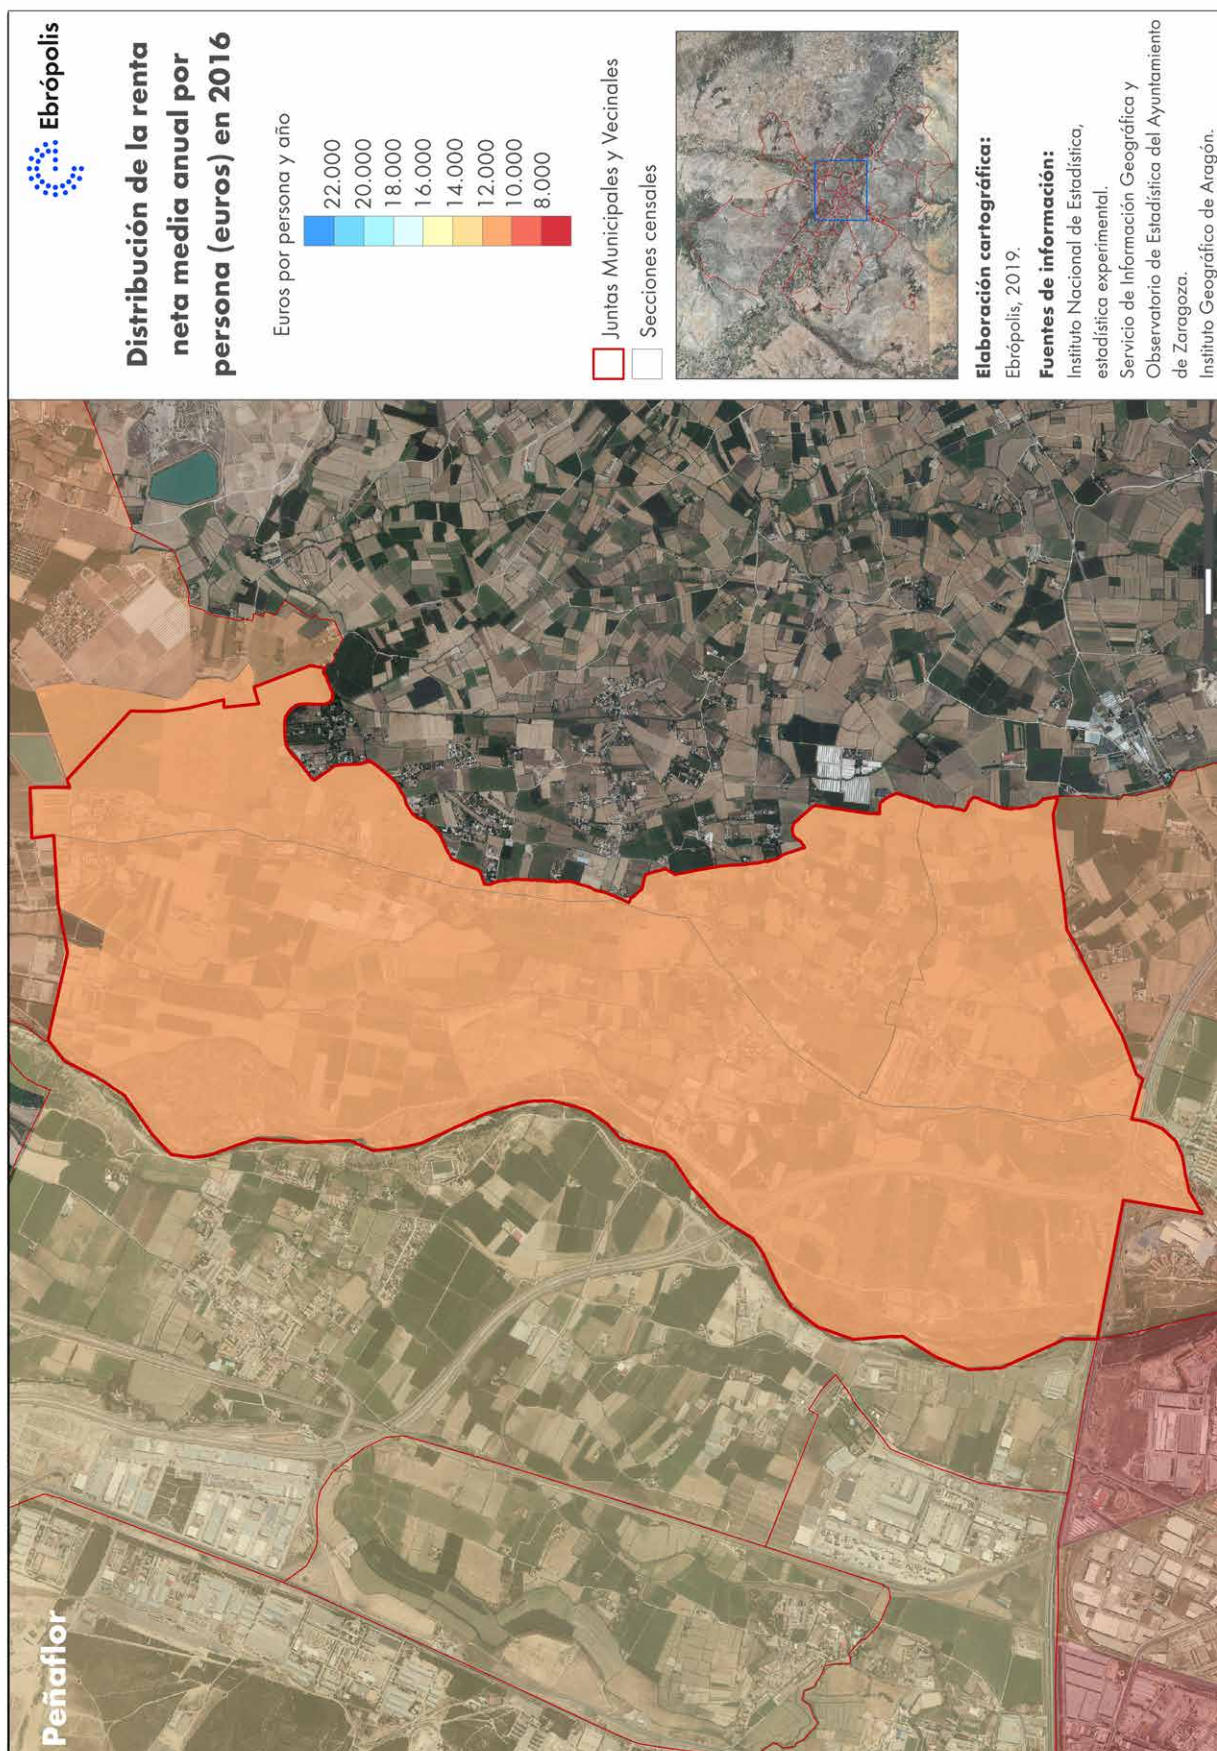 Peñaflor
Ebrópolis
Distribución de la renta
neta media anual por
persona (euros) en 2016
Euros por persona y año
22.000
20.000
18.000
16.000
14.000
12.000
10.000
8.000
Juntas Municipales y Vecinales
Secciones censales
Elaboración cartográfica:
Ebrópolis, 2019.
Fuentes de información:
Instituto Nacional de Estadística,
estadística experimental.
Servicio de Información Geográfica y
Observatorio de Estadística del Ayuntamiento
de Zaragoza.
Instituto Geográfico de Aragón.